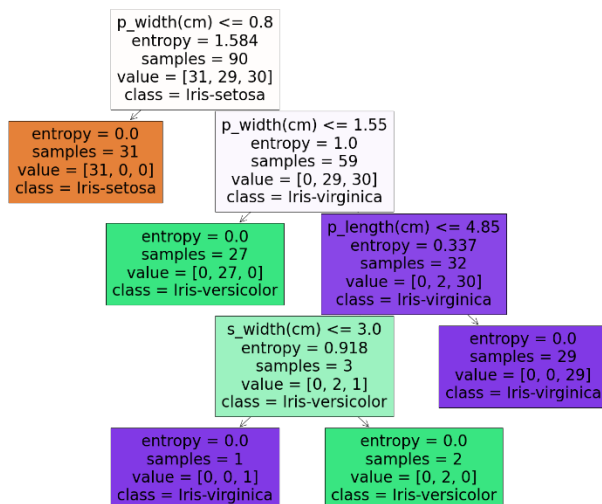 p_width(cm) <= 0.8
entropy = 1.584
samples = 90
value = [31, 29, 30]
class = Iris-setosa
entropy = 0.0
samples = 31
value = [31, 0, 0]
class = Iris-setosa
p_width(cm) <= 1.55
entropy = 1.0
samples = 59
value = [0, 29, 30]
class = Iris-virginica
entropy = 0.0
samples = 27
value = [0, 27, 0]
class = Iris-versicolor
p_length(cm) <= 4.85
entropy = 0.337
samples = 32
value = [0, 2, 30]
class = Iris-virginica
s_width(cm) <= 3.0
entropy = 0.918
samples = 3
value = [0, 2, 1]
class = Iris-versicolor
entropy = 0.0
samples = 29
value = [0, 0, 29]
class = Iris-virginica
entropy = 0.0
samples = 1
value = [0, 0, 1]
class = Iris-virginica
entropy = 0.0
samples = 2
value = [0, 2, 0]
class = Iris-versicolor